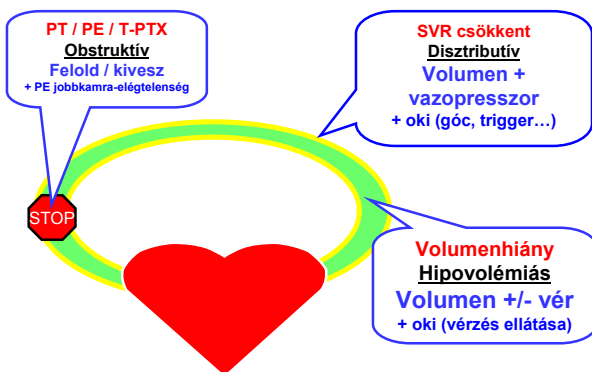 PT / PE / T-PTX
Obstruktív
Felold / kivesz
+ PE jobbkamra-elégtelenség
SVR csökkent
Disztributív
Volumen +
vazopresszor
+ oki (góc, trigger…)
STOP
Volumenhiány
Hipovolémiás
Volumen +/- vér
+ oki (vérzés ellátása)